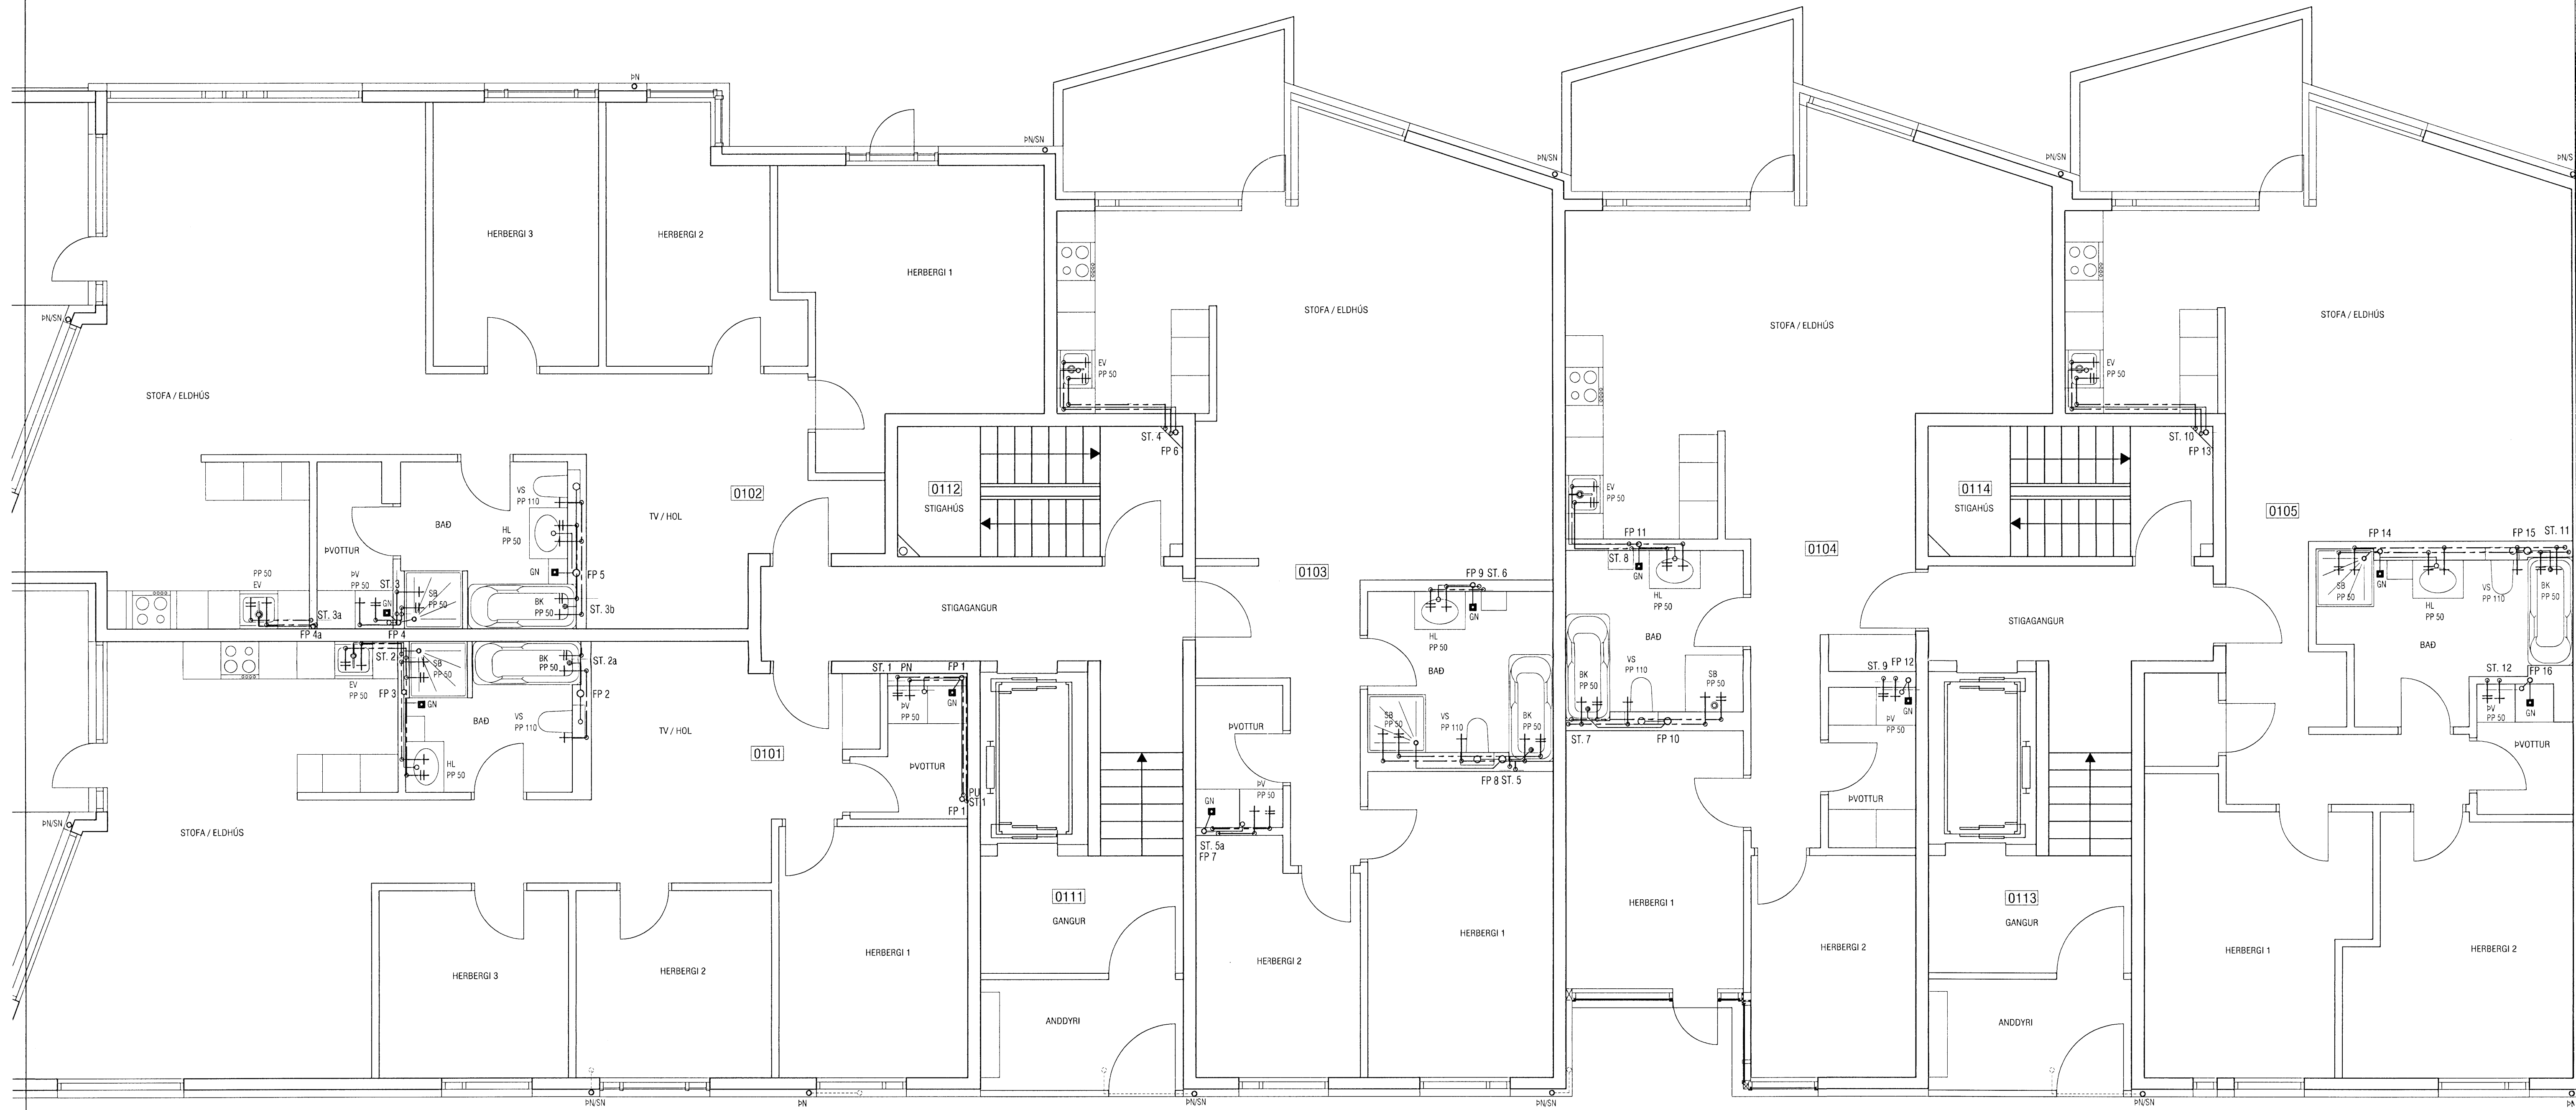 ÞN
ÞN/SN
ÞN/SN
ÞN/SN
ÞN/S
HERBERGI 3
HERBERGI 2
HERBERGI 1
STOFA / ELDHÚS
STOFA / ELDHÚS
STOFA / ELDHÚS
ÞN/SN
EV
PP 50
EV
PP 50
STOFA / ELDHÚS
ST. 4
FP 6
ST. 10
FP 13
VS
PP 110
0102
0112
STIGAHÚS
EV
PP 50
0114
STIGAHÚS
0105
TV / HOL
BAÐ
HL
PP 50
ÞVOTTUR
FP 11
ST. 8
GN
0104
FP 14
FP 15
ST. 11
PP 50
EV
ÞV
PP 50
ST. 3
GN
GN
FP 5
SB
PP 50
BK
PP 50
ST. 3b
ST. 3a
FP 4a
FP 4
STIGAGANGUR
0103
FP 9 ST. 6
GN
HL
PP 50
HL
PP 50
BAÐ
STIGAGANGUR
SB
PP 50
GN
HL
PP 50
VS
PP 110
BK
PP 50
BAÐ
ST. 2
SB
PP 50
BK
PP 50
ST. 2a
EV
PP 50
FP 3
GN
FP 2
BAÐ
VS
PP 110
ST. 1
PN
FP 1
ÞV
PP 50
GN
BAÐ
BK
PP 50
VS
PP 110
SB
PP 50
ST. 9
FP 12
GN
ÞV
PP 50
ST. 12
FP 16
ÞV
PP 50
GN
TV / HOL
0101
HL
PP 50
ÞVOTTUR
PU
ST 1
FP 1
ÞVOTTUR
SB
PP 50
VS
PP 110
BK
PP 50
FP 8 ST. 5
ST. 7
FP 10
ÞVOTTUR
ÞVOTTUR
ÞN/SN
STOFA / ELDHÚS
GN
ÞV
PP 50
ST. 5a
FP 7
0111
GANGUR
0113
GANGUR
HERBERGI 3
HERBERGI 2
HERBERGI 1
HERBERGI 2
HERBERGI 1
HERBERGI 1
HERBERGI 2
HERBERGI 1
HERBERGI 2
ANDDYRI
ANDDYRI
ÞN/SN
ÞN
ÞN/SN
ÞN/SN
ÞN/SN